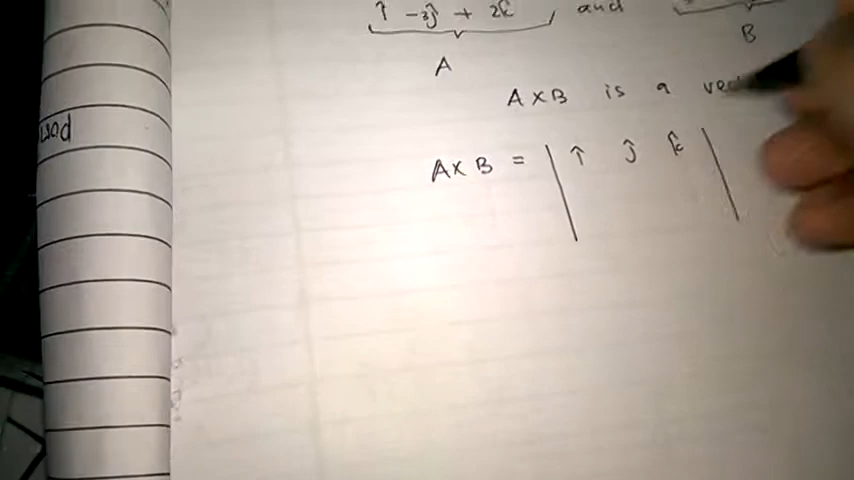 î - 3ĵ + 2k̂ and
A B
A × B is a
A × B = | î ĵ k̂ |